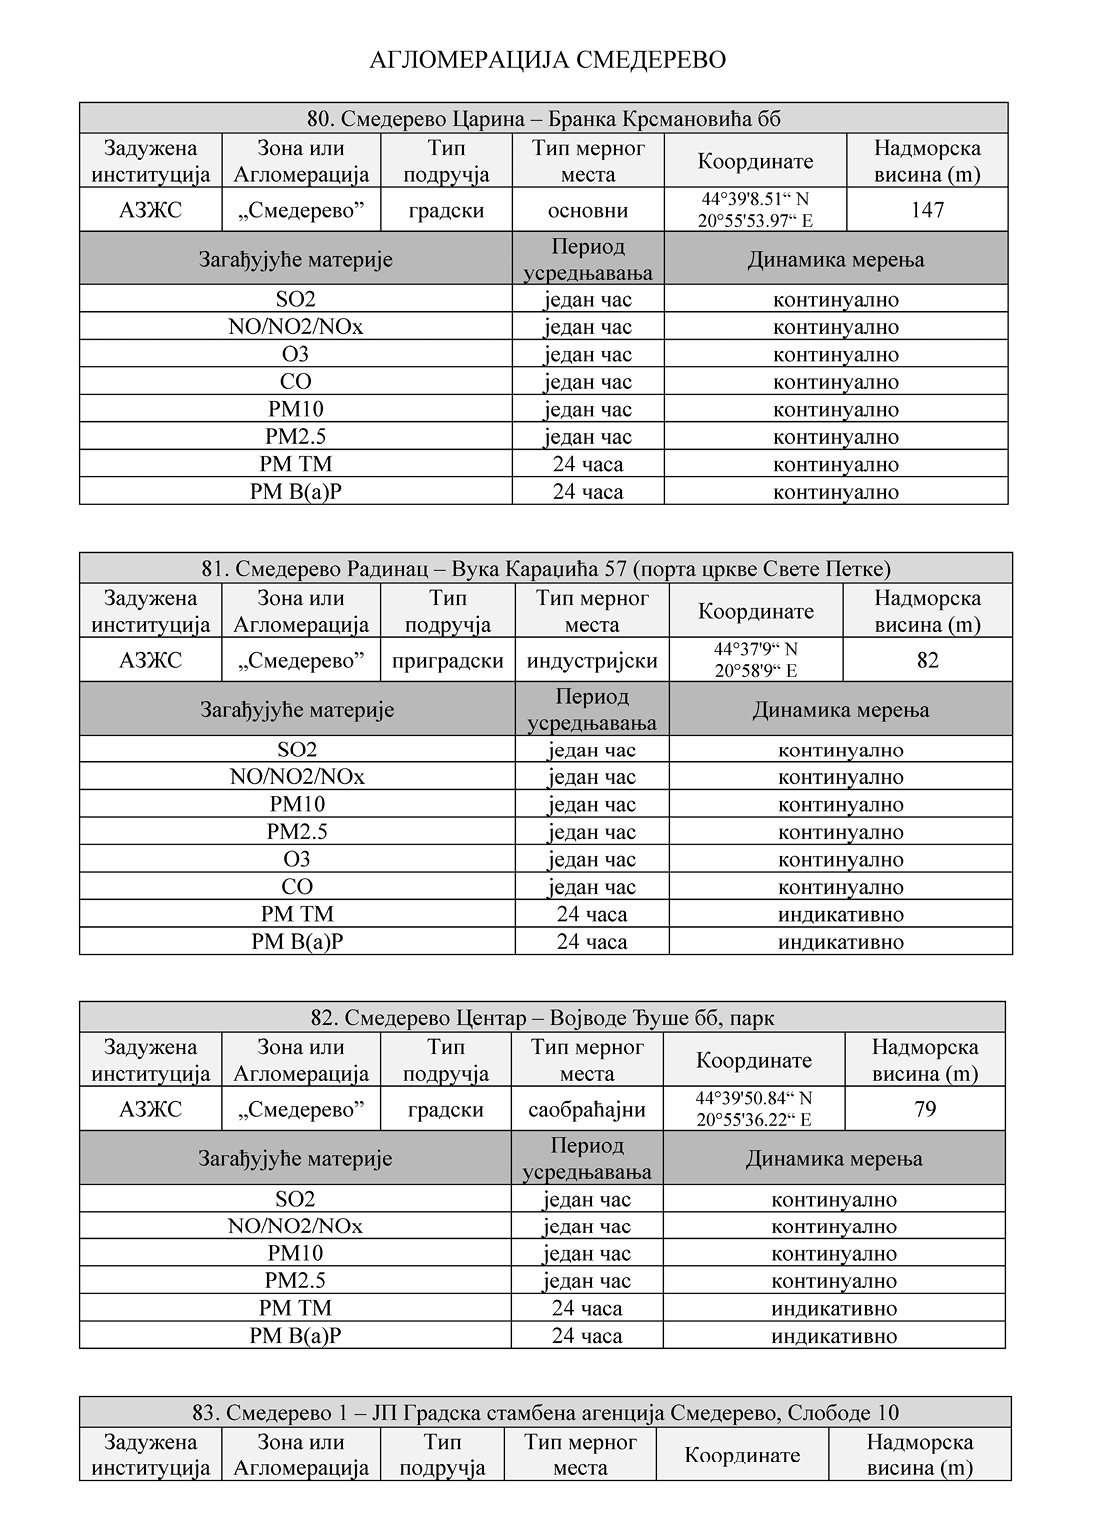 АГЛОМЕРАЦИЈА СМЕДЕРЕВО
80. Смедерево Царина – Бранка Крсмановића бб
Задужена институција Зона или Агломерација Тип подручја Тип мерног места Координате Надморска висина (m)
АЗЖС „Смедерево” градски основни 44°39'8.51“ N 20°55'53.97“ E 147
Загађујуће материје Период усредњавања Динамика мерења
SO2 један час континуално
NO/NO2/NOx један час континуално
O3 један час континуално
CO један час континуално
PM10 један час континуално
PM2.5 један час континуално
PM TM 24 часа континуално
PM B(a)P 24 часа континуално
81. Смедерево Радинац – Вука Караџића 57 (порта цркве Свете Петке)
Задужена институција Зона или Агломерација Тип подручја Тип мерног места Координате Надморска висина (m)
АЗЖС „Смедерево” приградски индустријски 44°37'9“ N 20°58'9“ E 82
Загађујуће материје Период усредњавања Динамика мерења
SO2 један час континуално
NO/NO2/NOx један час континуално
PM10 један час континуално
PM2.5 један час континуално
O3 један час континуално
CO један час континуално
PM TM 24 часа индикативно
PM B(a)P 24 часа индикативно
82. Смедерево Центар – Војводе Ђуше бб, парк
Задужена институција Зона или Агломерација Тип подручја Тип мерног места Координате Надморска висина (m)
АЗЖС „Смедерево” градски саобраћајни 44°39'50.84“ N 20°55'36.22“ E 79
Загађујуће материје Период усредњавања Динамика мерења
SO2 један час континуално
NO/NO2/NOx један час континуално
PM10 један час континуално
PM2.5 један час континуално
PM TM 24 часа индикативно
PM B(a)P 24 часа индикативно
83. Смедерево 1 – ЈП Градска стамбена агенција Смедерево, Слободе 10
Задужена институција Зона или Агломерација Тип подручја Тип мерног места Координате Надморска висина (m)